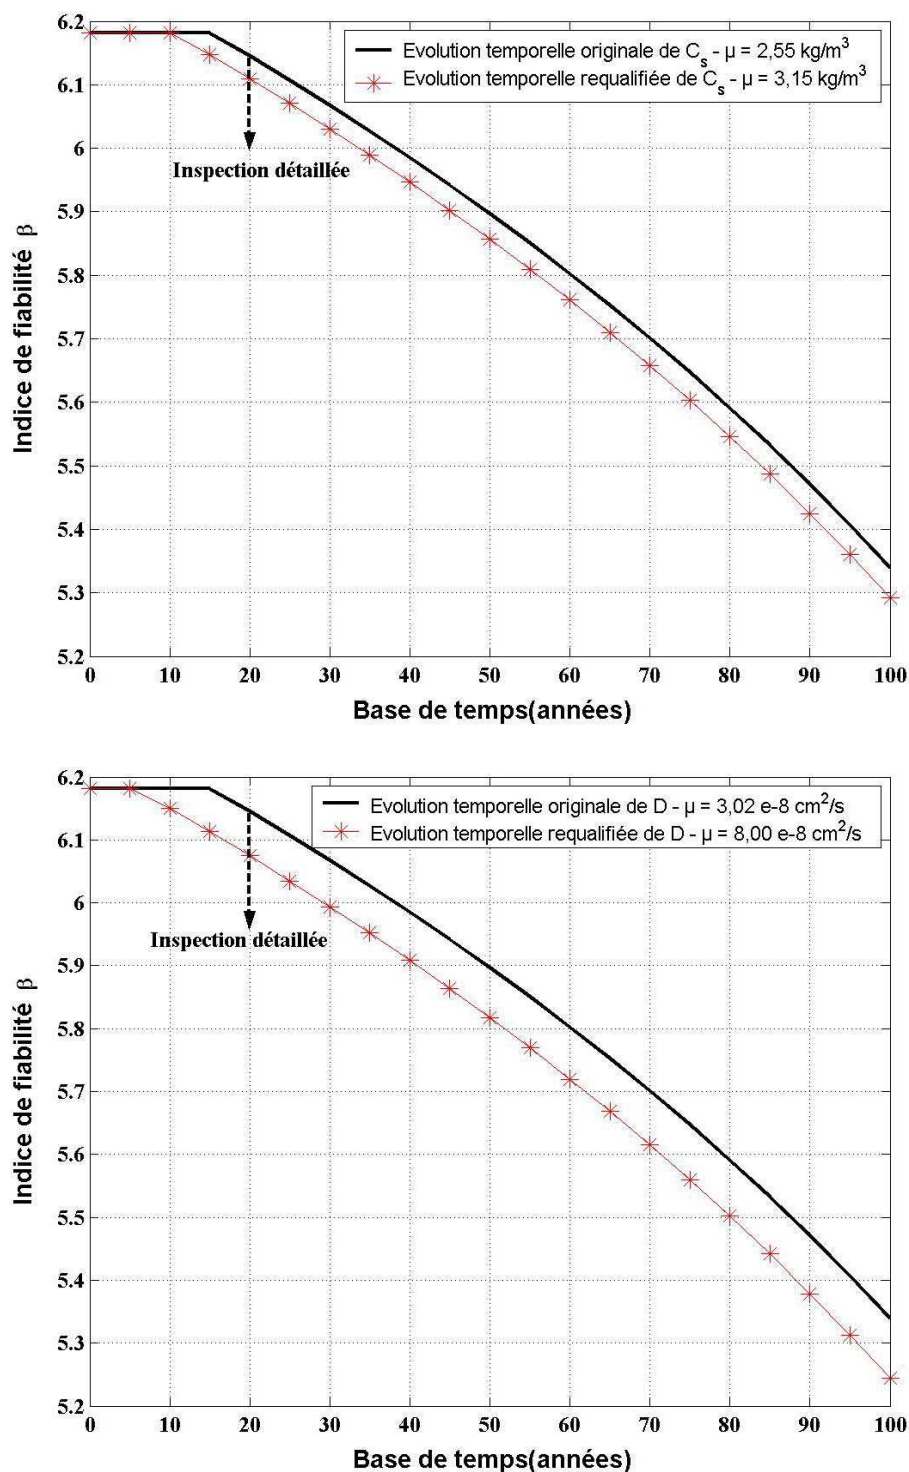 6.2
6.1
6
5.9
5.8
5.7
5.6
5.5
5.4
5.3
5.2
Indice de fiabilité β
Evolution temporelle originale de Cs - μ = 2,55 kg/m³
Evolution temporelle requalifiée de Cs - μ = 3,15 kg/m³
Inspection détaillée
0 10 20 30 40 50 60 70 80 90 100
Base de temps(années)
6.2
6.1
6
5.9
5.8
5.7
5.6
5.5
5.4
5.3
5.2
Indice de fiabilité β
Evolution temporelle originale de D - μ = 3,02 e-8 cm²/s
Evolution temporelle requalifiée de D - μ = 8,00 e-8 cm²/s
Inspection détaillée
0 10 20 30 40 50 60 70 80 90 100
Base de temps(années)